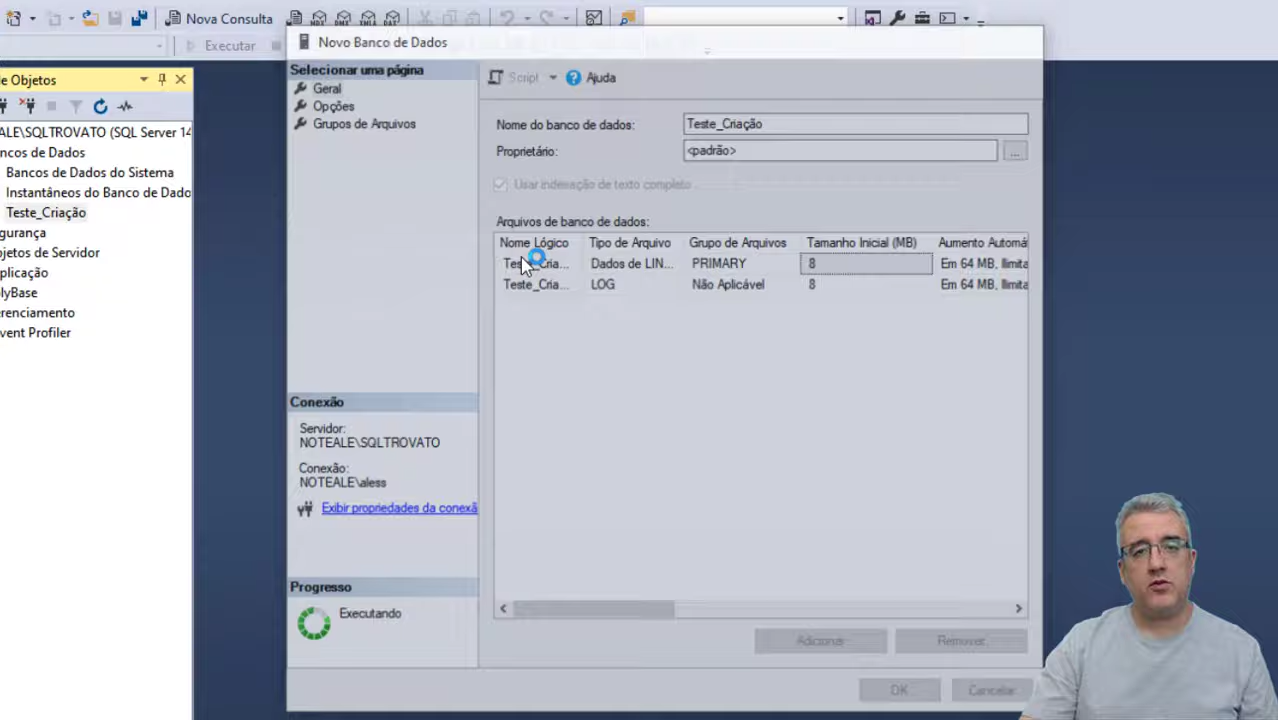 Nova Consulta
Executar
Novo Banco de Dados
de Objetos
ALE\SQLTROVATO (SQL Server 14
ncos de Dados
Bancos de Dados do Sistema
Instantâneos do Banco de Dado
Teste_Criação
gurança
jetos de Servidor
plicação
lyBase
erenciamento
vent Profiler
Selecionar uma página
Geral
Opções
Grupos de Arquivos
Conexão
Servidor:
NOTEALE\SQLTROVATO
Conexão:
NOTEALE\aless
Exibir propriedades da conexã
Progresso
Executando
Script Ajuda
Nome do banco de dados: Teste_Criação
Proprietário: <padrão> ...
Usar indexação de texto completo
Arquivos de banco de dados:
Nome Lógico Tipo de Arquivo Grupo de Arquivos Tamanho Inicial (MB) Aumento Automá
Dados de LIN... PRIMARY 8 Em 64 MB, Ilimita
Teste_Cria... LOG Não Aplicável 8 Em 64 MB, Ilimita
Adicionar Remover
OK Cancelar